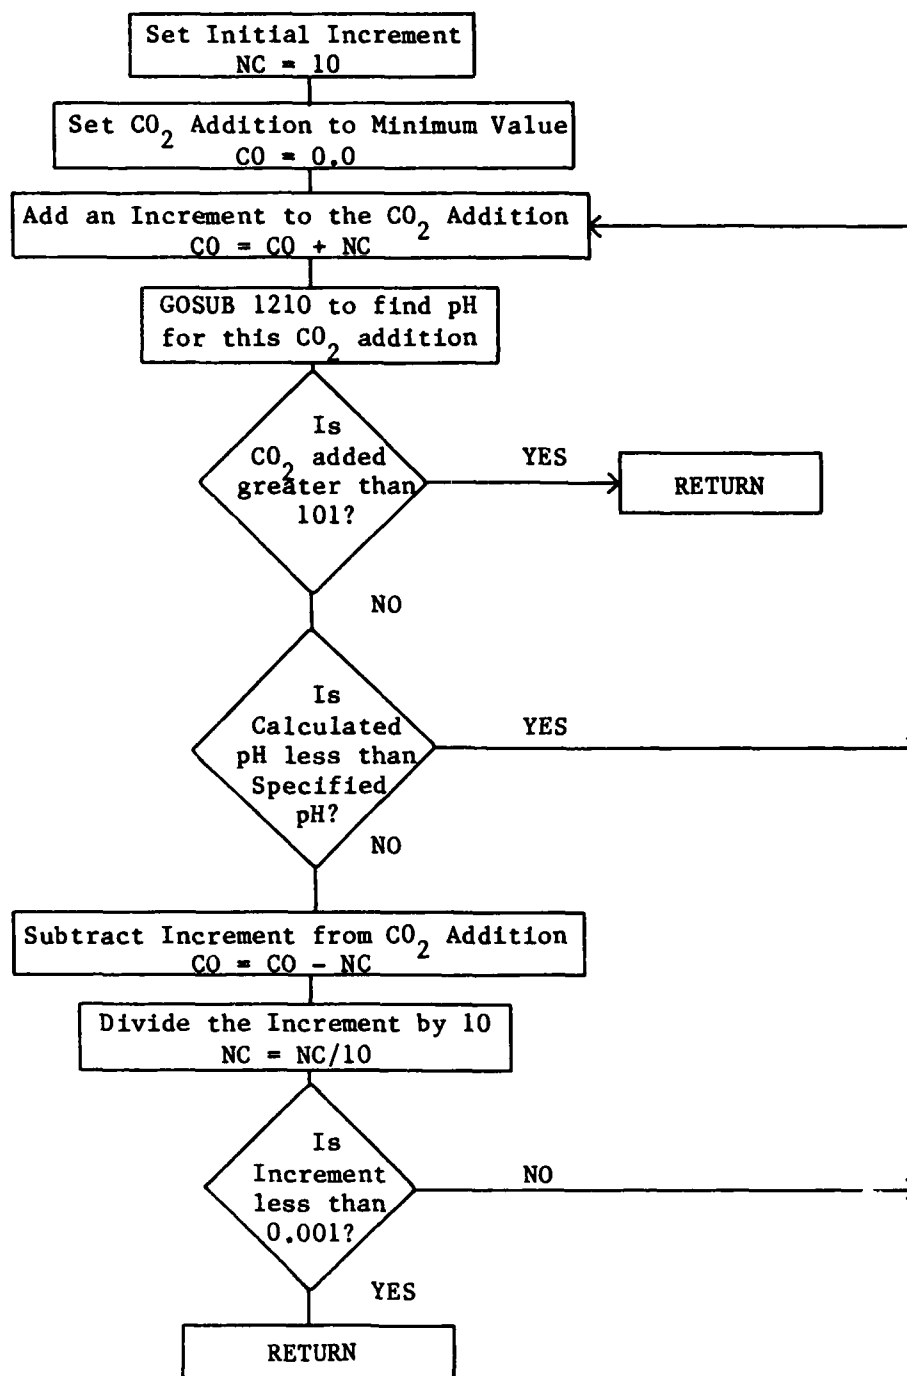 Set Initial Increment
NC = 10
Set CO2 Addition to Minimum Value
CO = 0.0
Add an Increment to the CO2 Addition
CO = CO + NC
GOSUB 1210 to find pH
for this CO2 addition
Is
CO2 added
greater than
101?
YES
RETURN
NO
Is
Calculated
pH less than
Specified
pH?
YES
NO
Subtract Increment from CO2 Addition
CO = CO - NC
Divide the Increment by 10
NC = NC/10
Is
Increment
less than
0.001?
NO
YES
RETURN